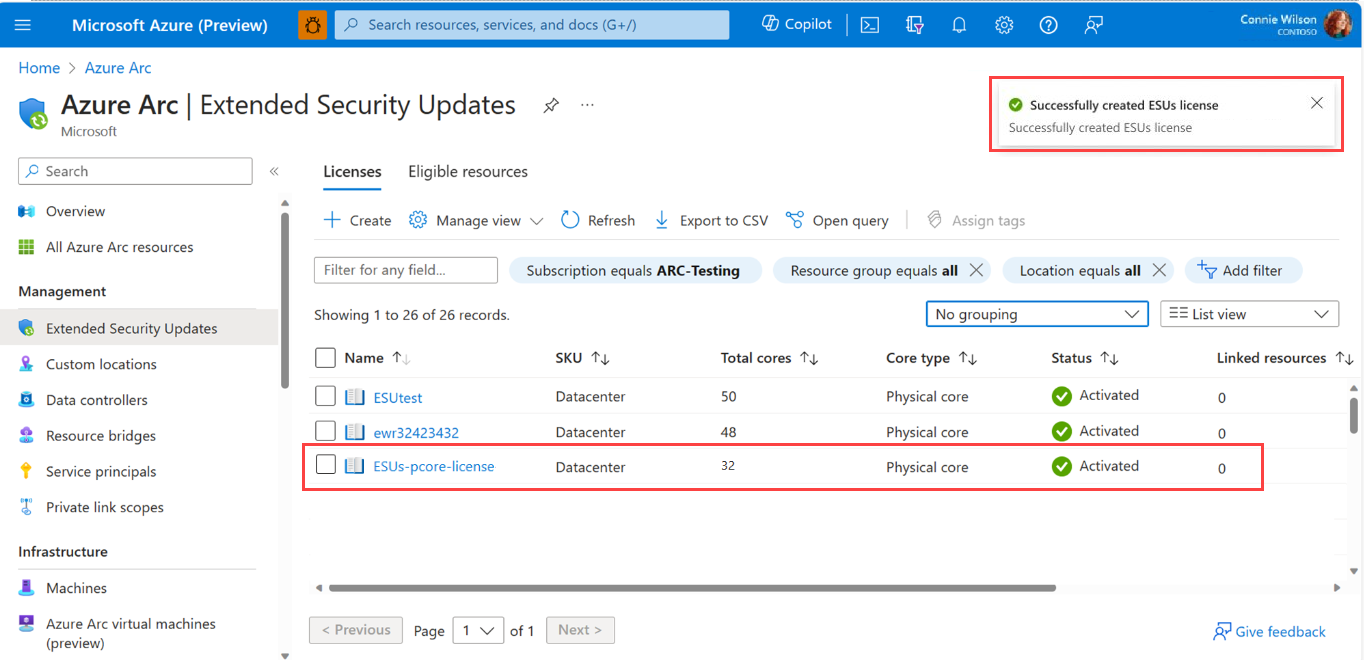 Microsoft Azure (Preview)
Search resources, services, and docs (G+/)
Copilot
Connie Wilson
CONTOSO
Home > Azure Arc
Azure Arc | Extended Security Updates
...
Microsoft
Successfully created ESUs license
Successfully created ESUs license
Search
«
Overview
All Azure Arc resources
Management
Extended Security Updates
Custom locations
Data controllers
Resource bridges
Service principals
Private link scopes
Infrastructure
Machines
Azure Arc virtual machines
(preview)
Licenses Eligible resources
Create Manage view Refresh Export to CSV Open query Assign tags
Filter for any field... Subscription equals ARC-Testing Resource group equals all Location equals all Add filter
Showing 1 to 26 of 26 records.
No grouping List view
Name SKU Total cores Core type Status Linked resources
ESUtest Datacenter 50 Physical core Activated 0
ewr32423432 Datacenter 48 Physical core Activated 0
ESUs-pcore-license Datacenter 32 Physical core Activated 0
< Previous Page 1 of 1 Next >
Give feedback